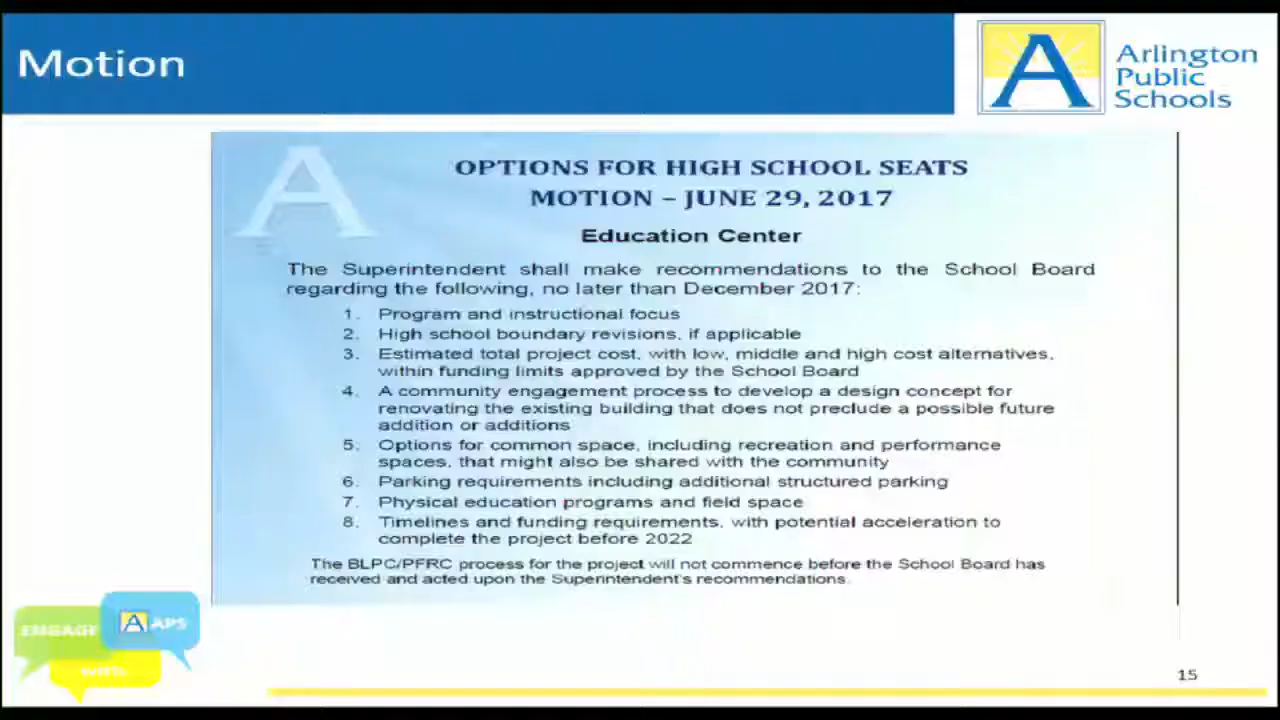 Motion
A
Arlington
Public
Schools
A
OPTIONS FOR HIGH SCHOOL SEATS
MOTION – JUNE 29, 2017
Education Center
The Superintendent shall make recommendations to the School Board
regarding the following, no later than December 2017:
1. Program and instructional focus
2. High school boundary revisions, if applicable
3. Estimated total project cost, with low, middle and high cost alternatives,
within funding limits approved by the School Board
4. A community engagement process to develop a design concept for
renovating the existing building that does not preclude a possible future
addition or additions
5. Options for common space, including recreation and performance
spaces, that might also be shared with the community
6. Parking requirements including additional structured parking
7. Physical education programs and field space
8. Timelines and funding requirements, with potential acceleration to
complete the project before 2022
The BLPC/PFRC process for the project will not commence before the School Board has
received and acted upon the Superintendent's recommendations.
ENGAGE
A APS
WITH
15